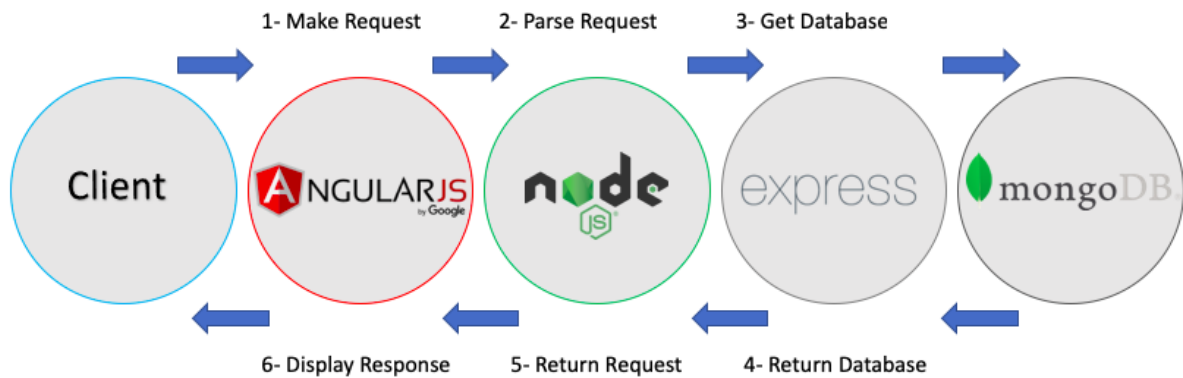 1- Make Request
2- Parse Request
3- Get Database
Client
ANGULARJS
by Google
node
JS
express
mongoDB.
6- Display Response
5- Return Request
4- Return Database